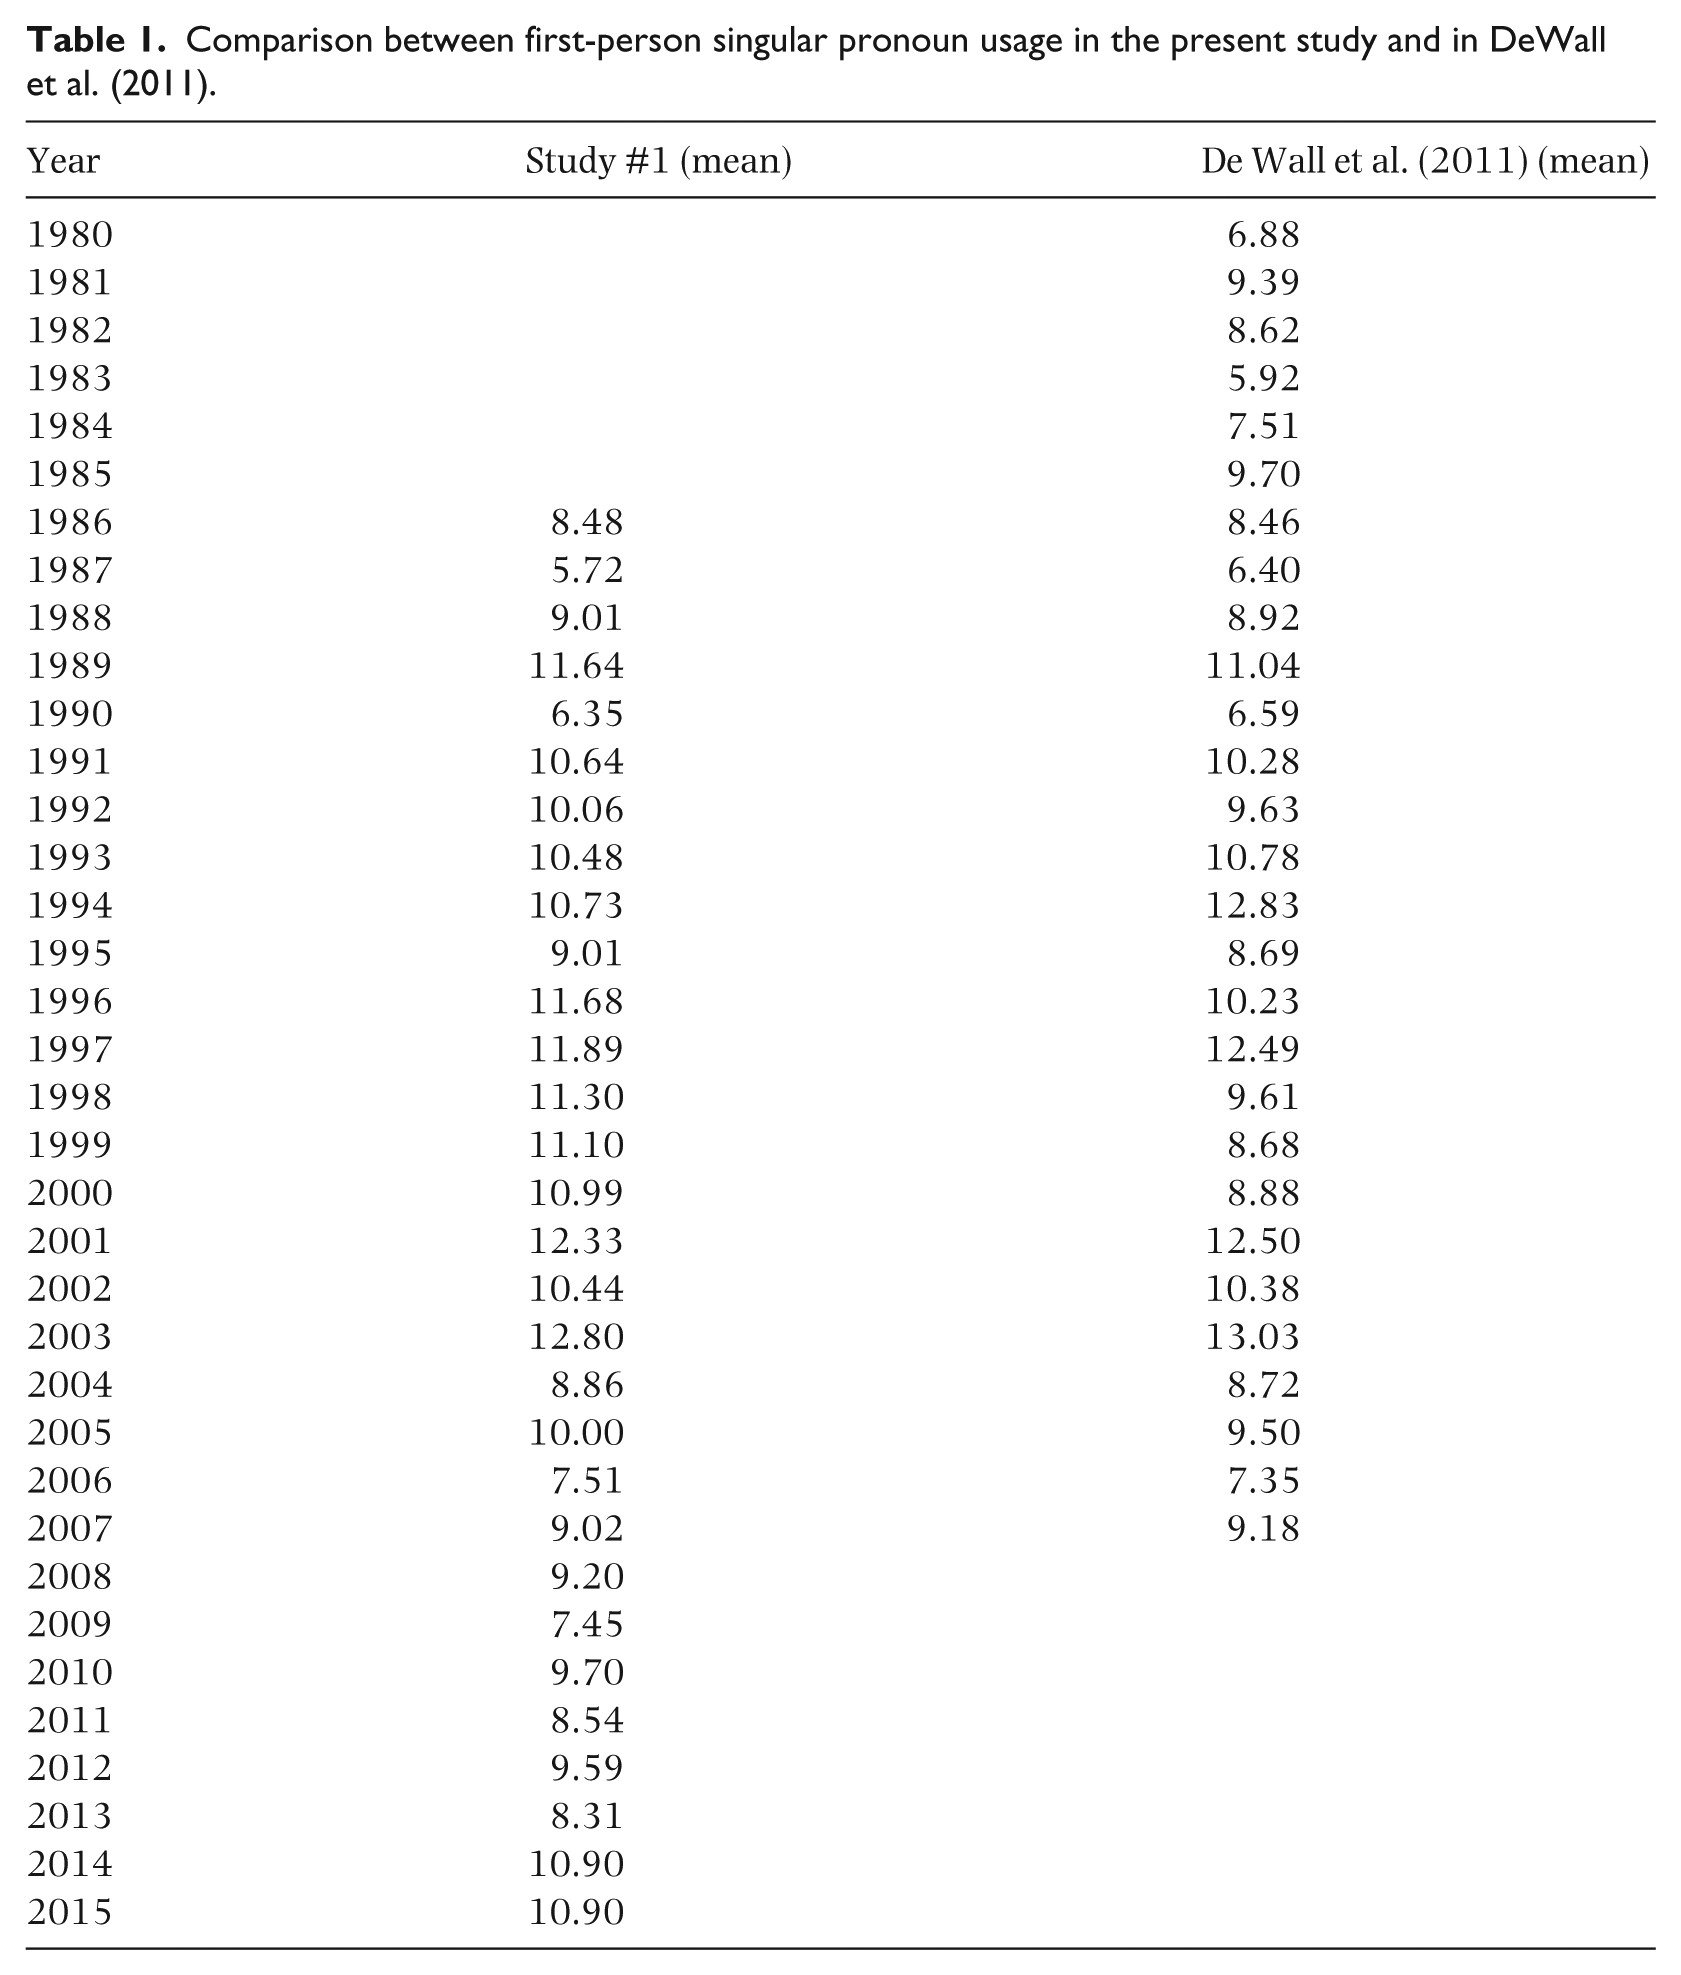 Table 1. Comparison between first-person singular pronoun usage in the present study and in DeWall
et al. (2011).
Year Study #1 (mean) De Wall et al. (2011) (mean)
1980 6.88
1981 9.39
1982 8.62
1983 5.92
1984 7.51
1985 9.70
1986 8.48 8.46
1987 5.72 6.40
1988 9.01 8.92
1989 11.64 11.04
1990 6.35 6.59
1991 10.64 10.28
1992 10.06 9.63
1993 10.48 10.78
1994 10.73 12.83
1995 9.01 8.69
1996 11.68 10.23
1997 11.89 12.49
1998 11.30 9.61
1999 11.10 8.68
2000 10.99 8.88
2001 12.33 12.50
2002 10.44 10.38
2003 12.80 13.03
2004 8.86 8.72
2005 10.00 9.50
2006 7.51 7.35
2007 9.02 9.18
2008 9.20
2009 7.45
2010 9.70
2011 8.54
2012 9.59
2013 8.31
2014 10.90
2015 10.90